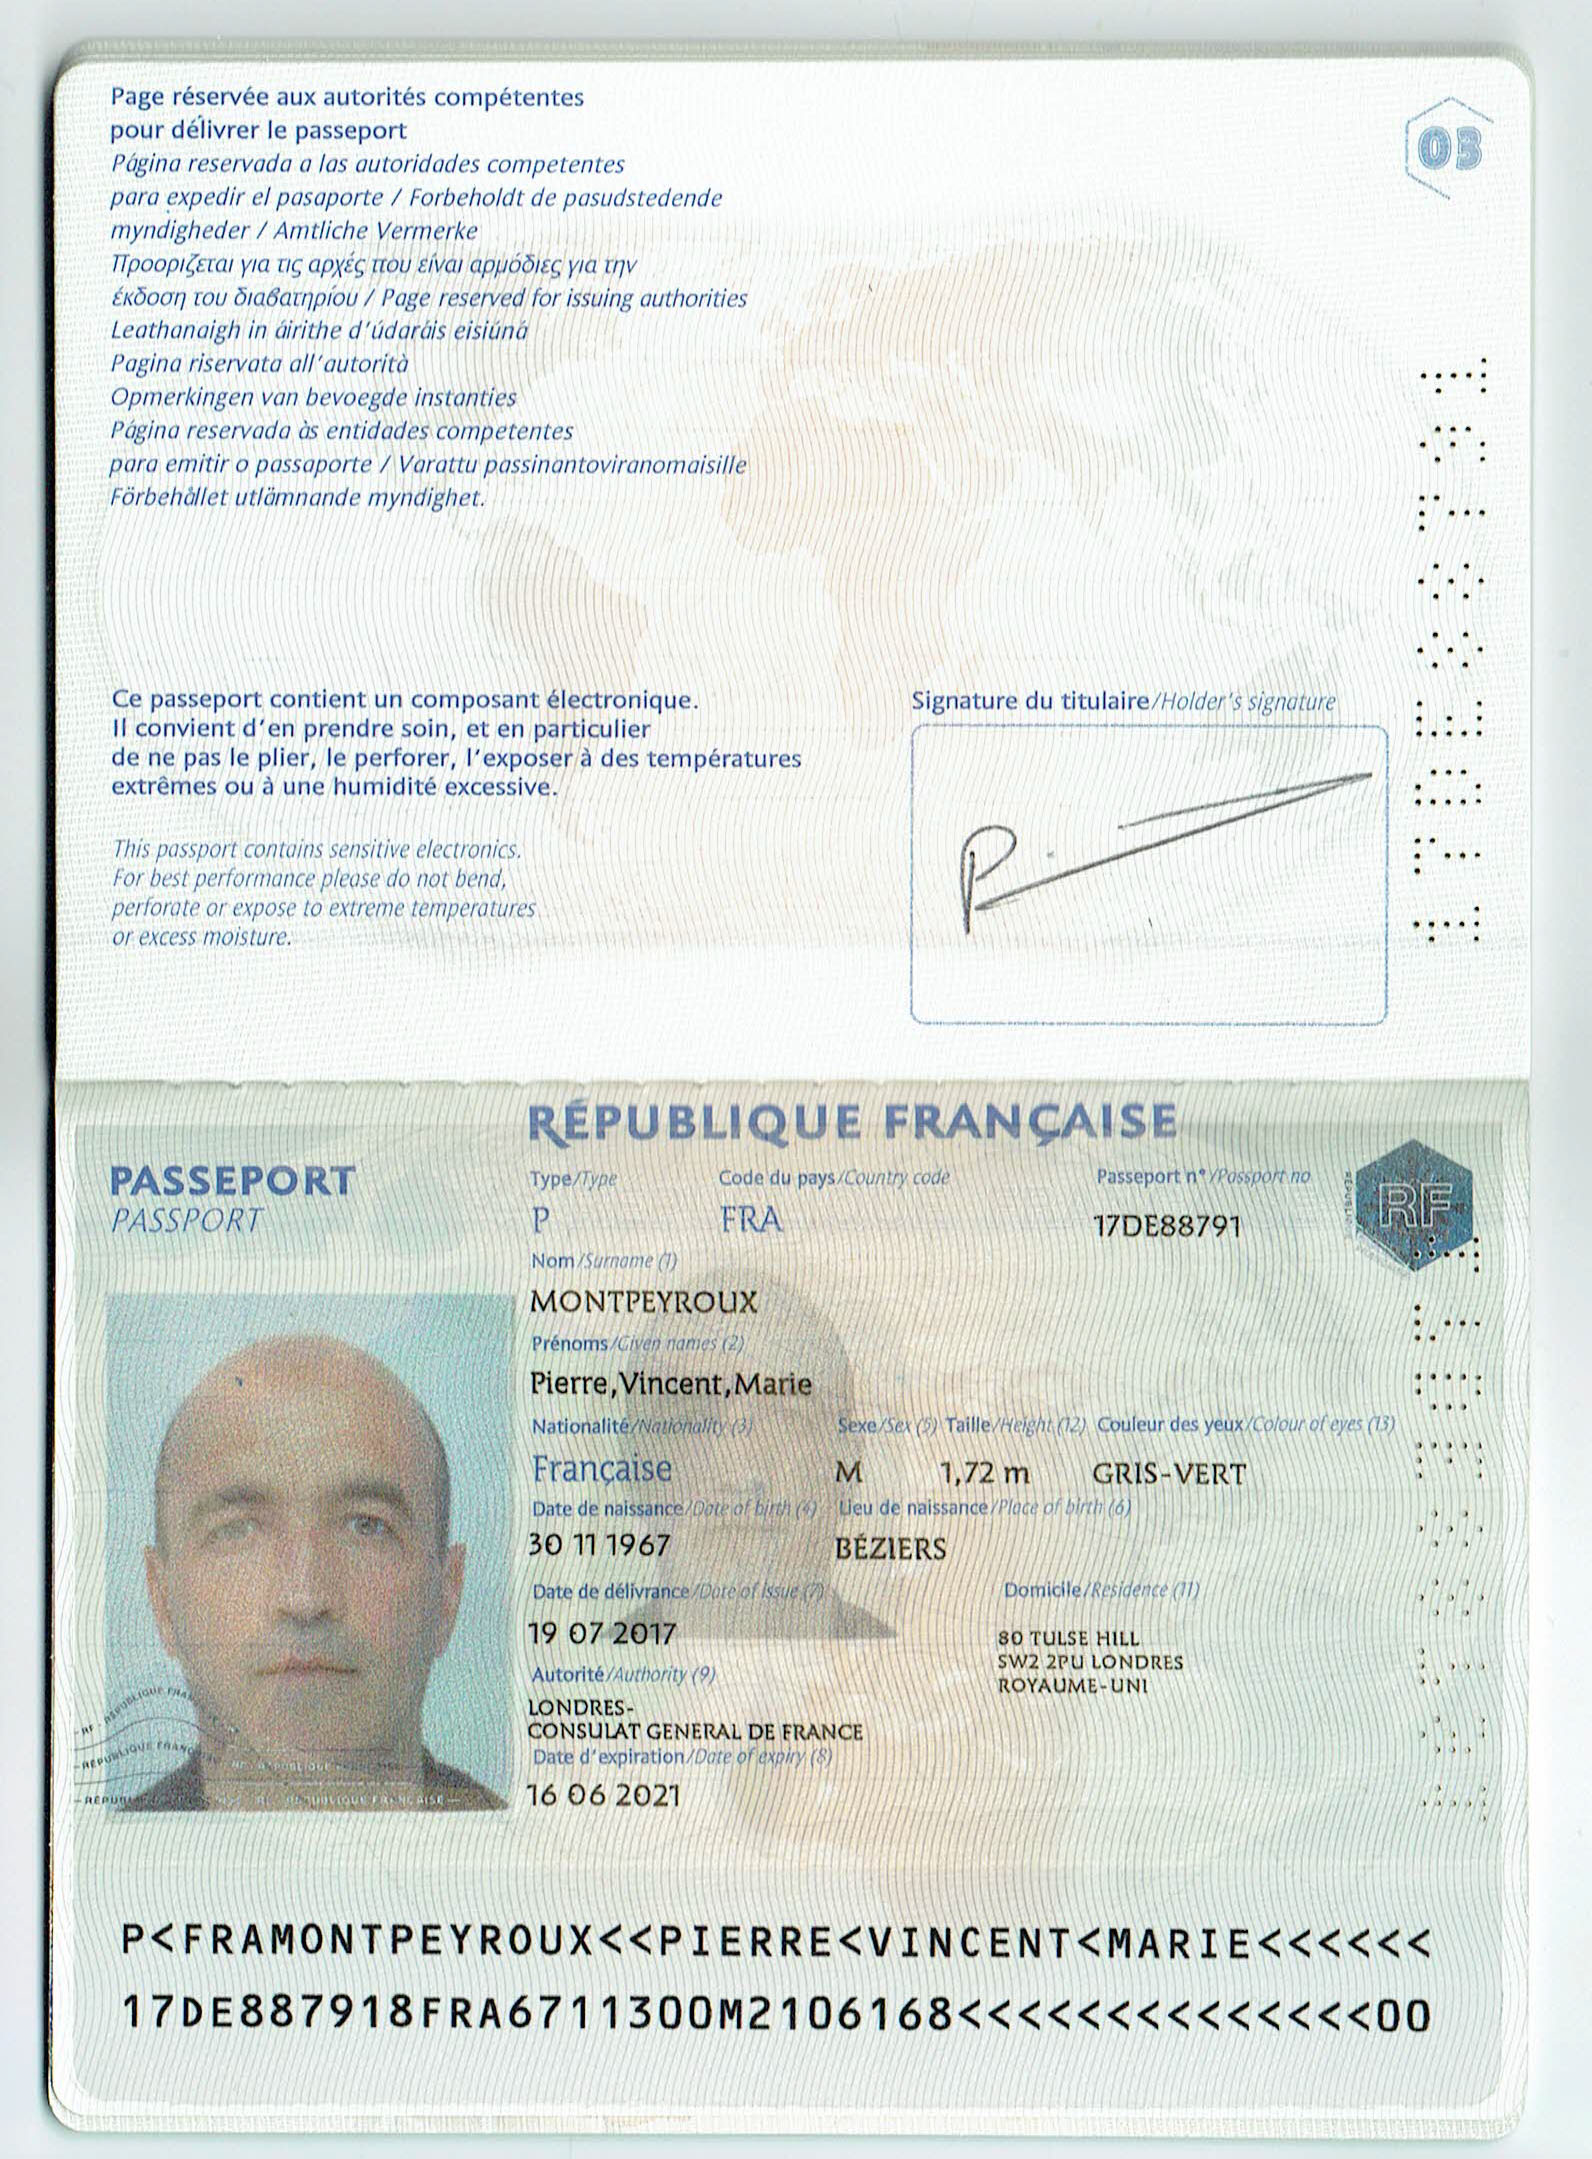 Page réservée aux autorités compétentes
pour délivrer le passeport
Página reservada a las autoridades competentes
para expedir el pasaporte / Forbeholdt de pasudstedende
myndigheder / Amtliche Vermerke
Προορίζεται για τις αρχές που είναι αρμόδιες για την
έκδοση του διαβατηρίου / Page reserved for issuing authorities
Leathanaigh in áirithe d'údaráis eisiúná
Pagina riservata all'autorità
Opmerkingen van bevoegde instanties
Página reservada às entidades competentes
para emitir o passaporte / Varattu passinantoviranomaisille
Förbehållet utlämnande myndighet.
03
Ce passeport contient un composant électronique.
Il convient d'en prendre soin, et en particulier
de ne pas le plier, le perforer, l'exposer à des températures
extrêmes ou à une humidité excessive.
This passport contains sensitive electronics.
For best performance please do not bend,
perforate or expose to extreme temperatures
or excess moisture.
Signature du titulaire/Holder's signature
RÉPUBLIQUE FRANÇAISE
PASSEPORT
PASSPORT
Type/Type Code du pays/Country code Passeport n°/Passport no
P FRA 17DE88791
RF
Nom/Surname (1)
MONTPEYROUX
Prénoms/Given names (2)
Pierre,Vincent,Marie
Nationalité/Nationality (3) Sexe/Sex (5) Taille/Height (12) Couleur des yeux/Colour of eyes (13)
Française M 1,72 m GRIS-VERT
Date de naissance/Date of birth (4) Lieu de naissance/Place of birth (6)
30 11 1967 BÉZIERS
Date de délivrance/Date of issue (7) Domicile/Residence (11)
19 07 2017
80 TULSE HILL
SW2 2PU LONDRES
ROYAUME-UNI
Autorité/Authority (9)
LONDRES-
CONSULAT GENERAL DE FRANCE
Date d'expiration/Date of expiry (8)
16 06 2021
P<FRAMONTPEYROUX<<PIERRE<VINCENT<MARIE<<<<<<
17DE887918FRA6711300M2106168<<<<<<<<<<<<<<00